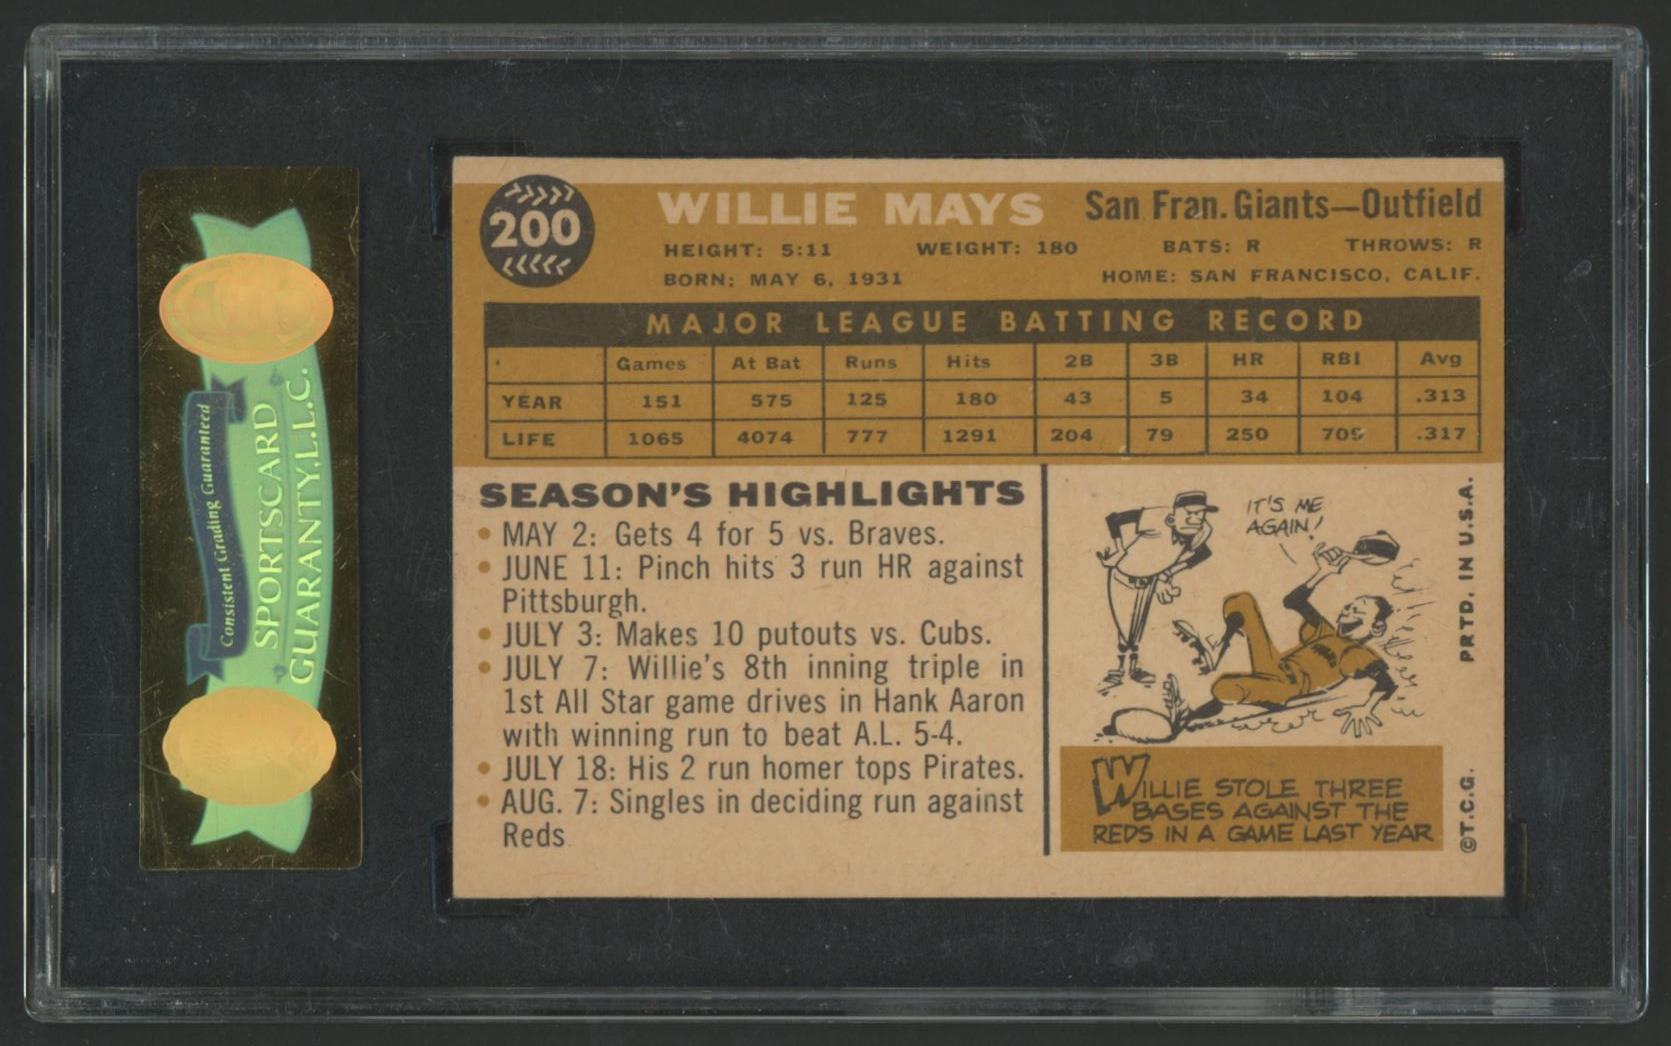 200
WILLIE MAYS San Fran. Giants—Outfield
HEIGHT: 5:11 WEIGHT: 180 BATS: R THROWS: R
BORN: MAY 6, 1931 HOME: SAN FRANCISCO, CALIF.
MAJOR LEAGUE BATTING RECORD
Games At Bat Runs Hits 2B 3B HR RBI Avg
YEAR 151 575 125 180 43 5 34 104 .313
LIFE 1065 4074 777 1291 204 79 250 709 .317
SEASON'S HIGHLIGHTS
• MAY 2: Gets 4 for 5 vs. Braves.
• JUNE 11: Pinch hits 3 run HR against
Pittsburgh.
• JULY 3: Makes 10 putouts vs. Cubs.
• JULY 7: Willie's 8th inning triple in
1st All Star game drives in Hank Aaron
with winning run to beat A.L. 5-4.
• JULY 18: His 2 run homer tops Pirates.
• AUG. 7: Singles in deciding run against
Reds
IT'S ME
AGAIN!
WILLIE STOLE THREE
BASES AGAINST THE
REDS IN A GAME LAST YEAR
©T.C.G. PRTD. IN U.S.A.
Consistent Grading Guaranteed
SPORTSCARD
GUARANTY, L.L.C.